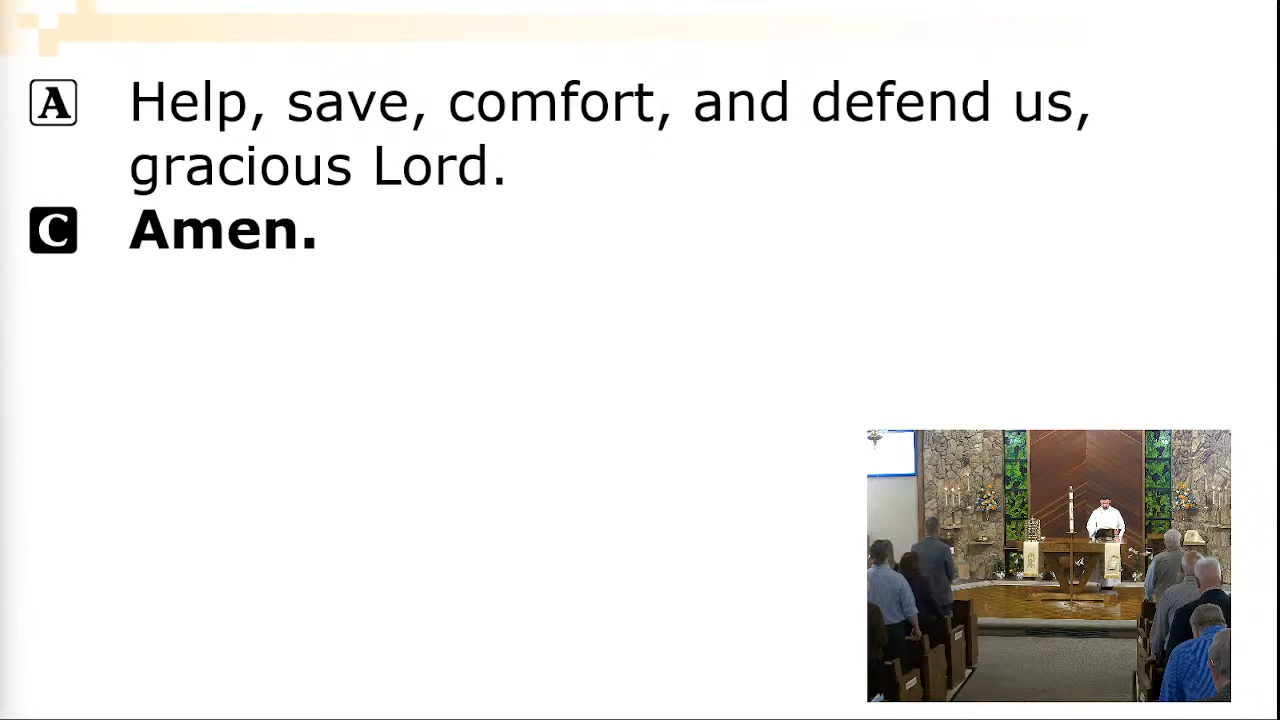 A Help, save, comfort, and defend us,
gracious Lord.
C Amen.